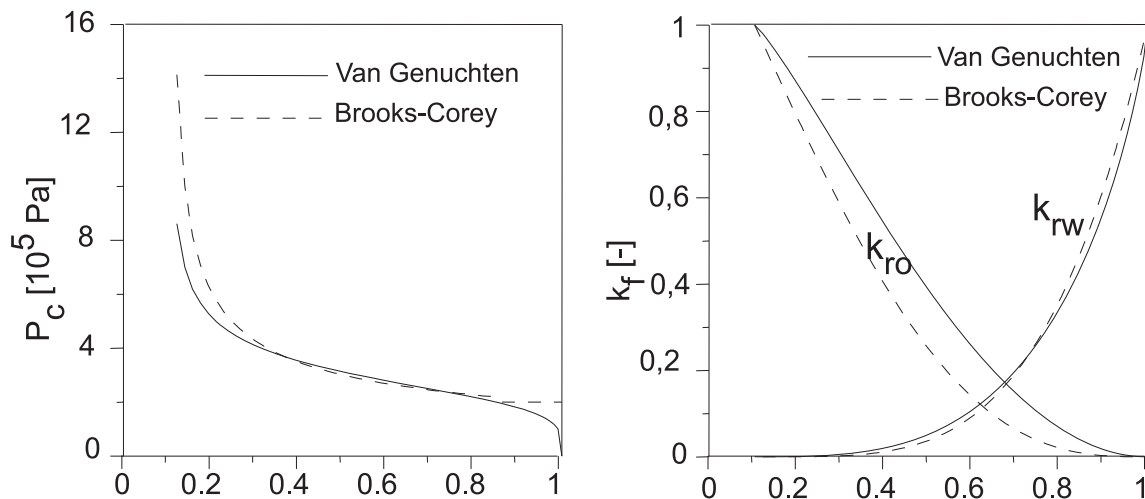 16
12
8
4
0
P_c [10^5 Pa]
Van Genuchten
Brooks-Corey
0 0.2 0.4 0.6 0.8 1
1
0,8
0,6
0,4
0,2
0
k_f [-]
Van Genuchten
Brooks-Corey
k_rw
k_ro
0 0.2 0.4 0.6 0.8 1